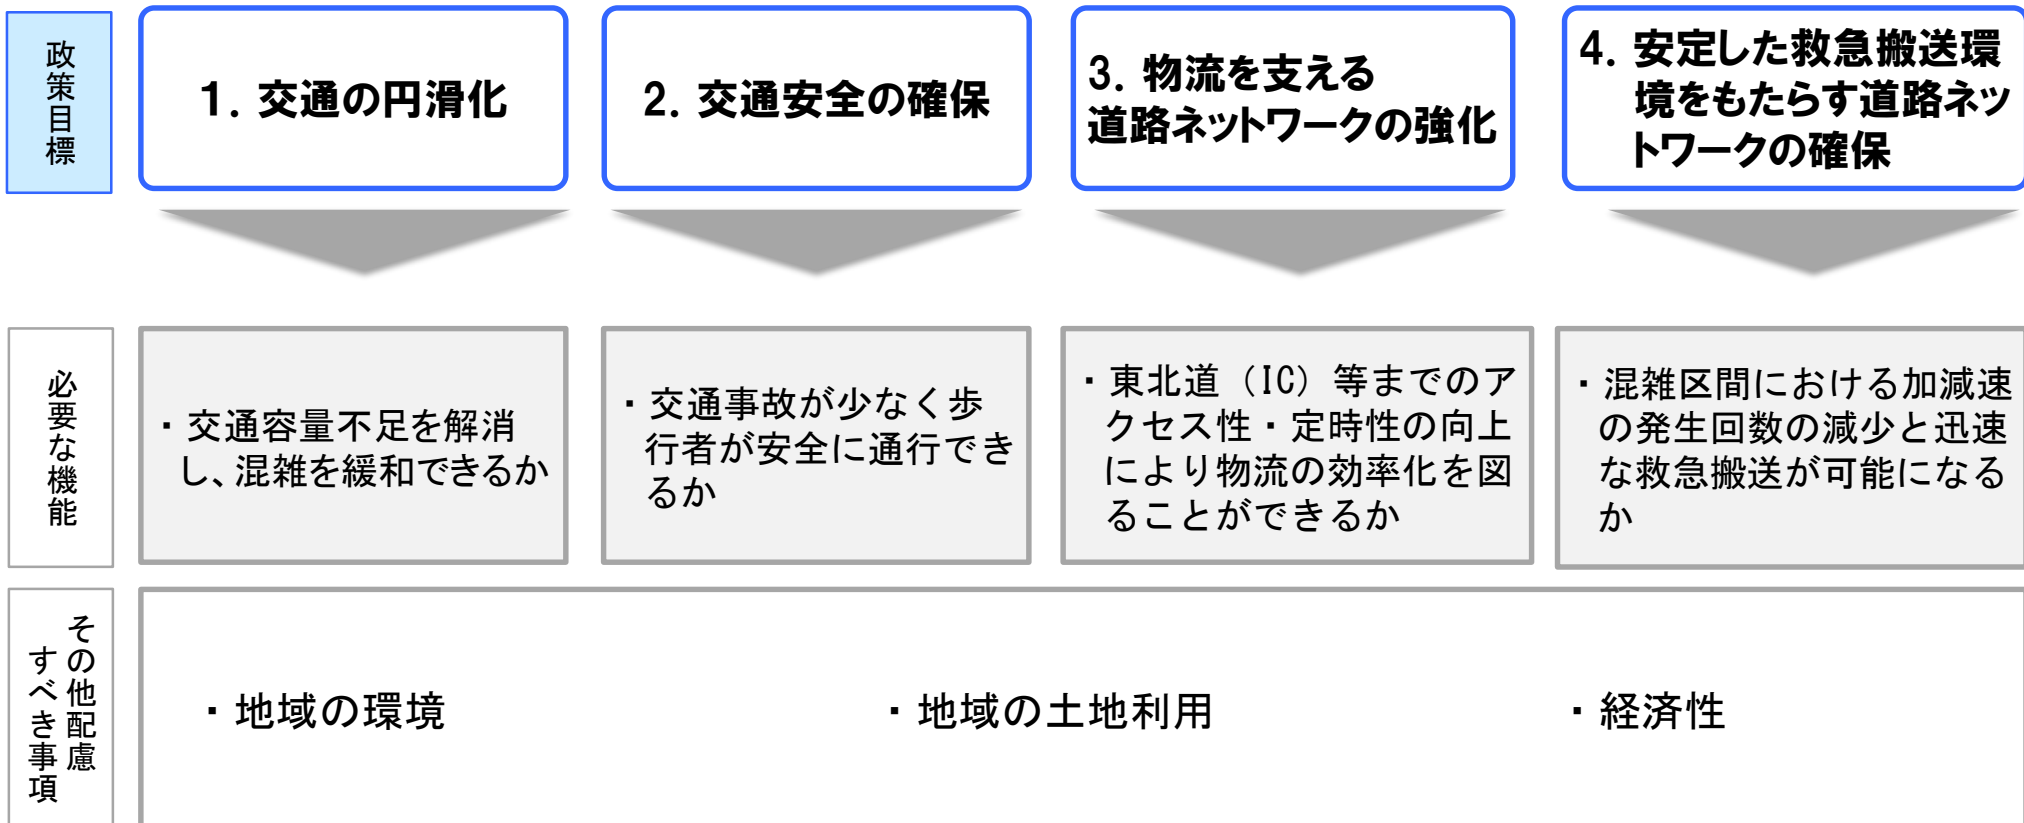 政策目標
1. 交通の円滑化
2. 交通安全の確保
3. 物流を支える
道路ネットワークの強化
4. 安定した救急搬送環
境をもたらす道路ネッ
トワークの確保
必要な機能
・交通容量不足を解消
し、混雑を緩和できるか
・交通事故が少なく歩
行者が安全に通行でき
るか
・東北道（IC）等までのア
クセス性・定時性の向上
により物流の効率化を図
ることができるか
・混雑区間における加減速
の発生回数の減少と迅速
な救急搬送が可能になる
か
その他配慮
すべき事項
・地域の環境
・地域の土地利用
・経済性